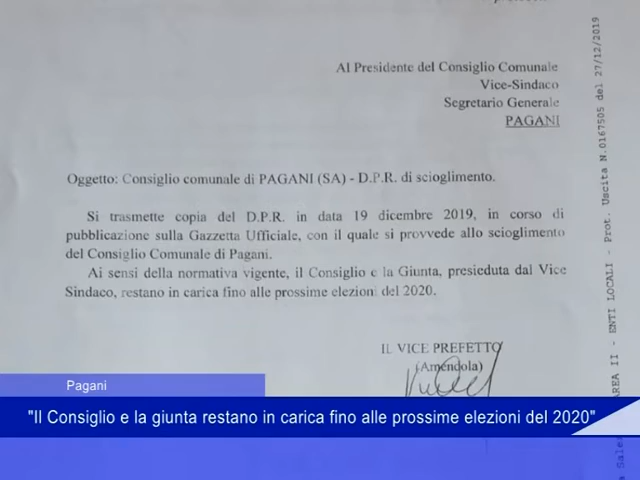 Al Presidente del Consiglio Comunale
Vice-Sindaco
Segretario Generale
PAGANI
Oggetto: Consiglio comunale di PAGANI (SA) - D.P.R. di scioglimento.
Si trasmette copia del D.P.R. in data 19 dicembre 2019, in corso di
pubblicazione sulla Gazzetta Ufficiale, con il quale si provvede allo scioglimento
del Consiglio Comunale di Pagani.
Ai sensi della normativa vigente, il Consiglio e la Giunta, presieduta dal Vice
Sindaco, restano in carica fino alle prossime elezioni del 2020.
IL VICE PREFETTO
(Amendola)
AREA II - ENTI LOCALI - Prot. Uscita N.0167505 del 27/12/2019
Pagani
"Il Consiglio e la giunta restano in carica fino alle prossime elezioni del 2020"